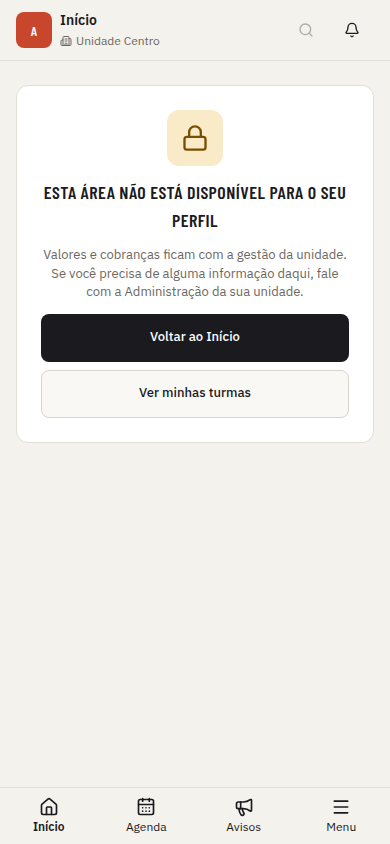 A
Início
Unidade Centro
ESTA ÁREA NÃO ESTÁ DISPONÍVEL PARA O SEU
PERFIL
Valores e cobranças ficam com a gestão da unidade.
Se você precisa de alguma informação daqui, fale
com a Administração da sua unidade.
Voltar ao Início
Ver minhas turmas
Início
Agenda
Avisos
Menu